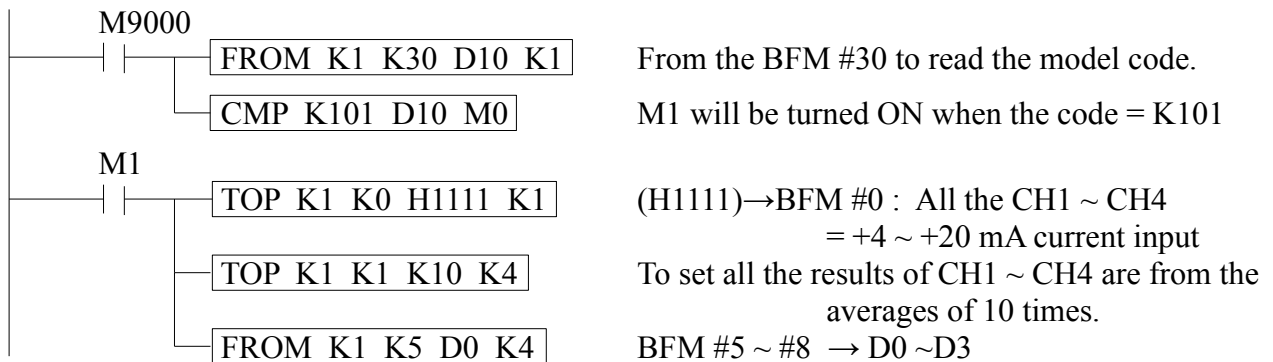 M9000
FROM K1 K30 D10 K1 From the BFM #30 to read the model code.
CMP K101 D10 M0 M1 will be turned ON when the code = K101
M1
TOP K1 K0 H1111 K1 (H1111)→BFM #0 : All the CH1 ~ CH4
= +4 ~ +20 mA current input
TOP K1 K1 K10 K4 To set all the results of CH1 ~ CH4 are from the
averages of 10 times.
FROM K1 K5 D0 K4 BFM #5 ~ #8 → D0 ~D3